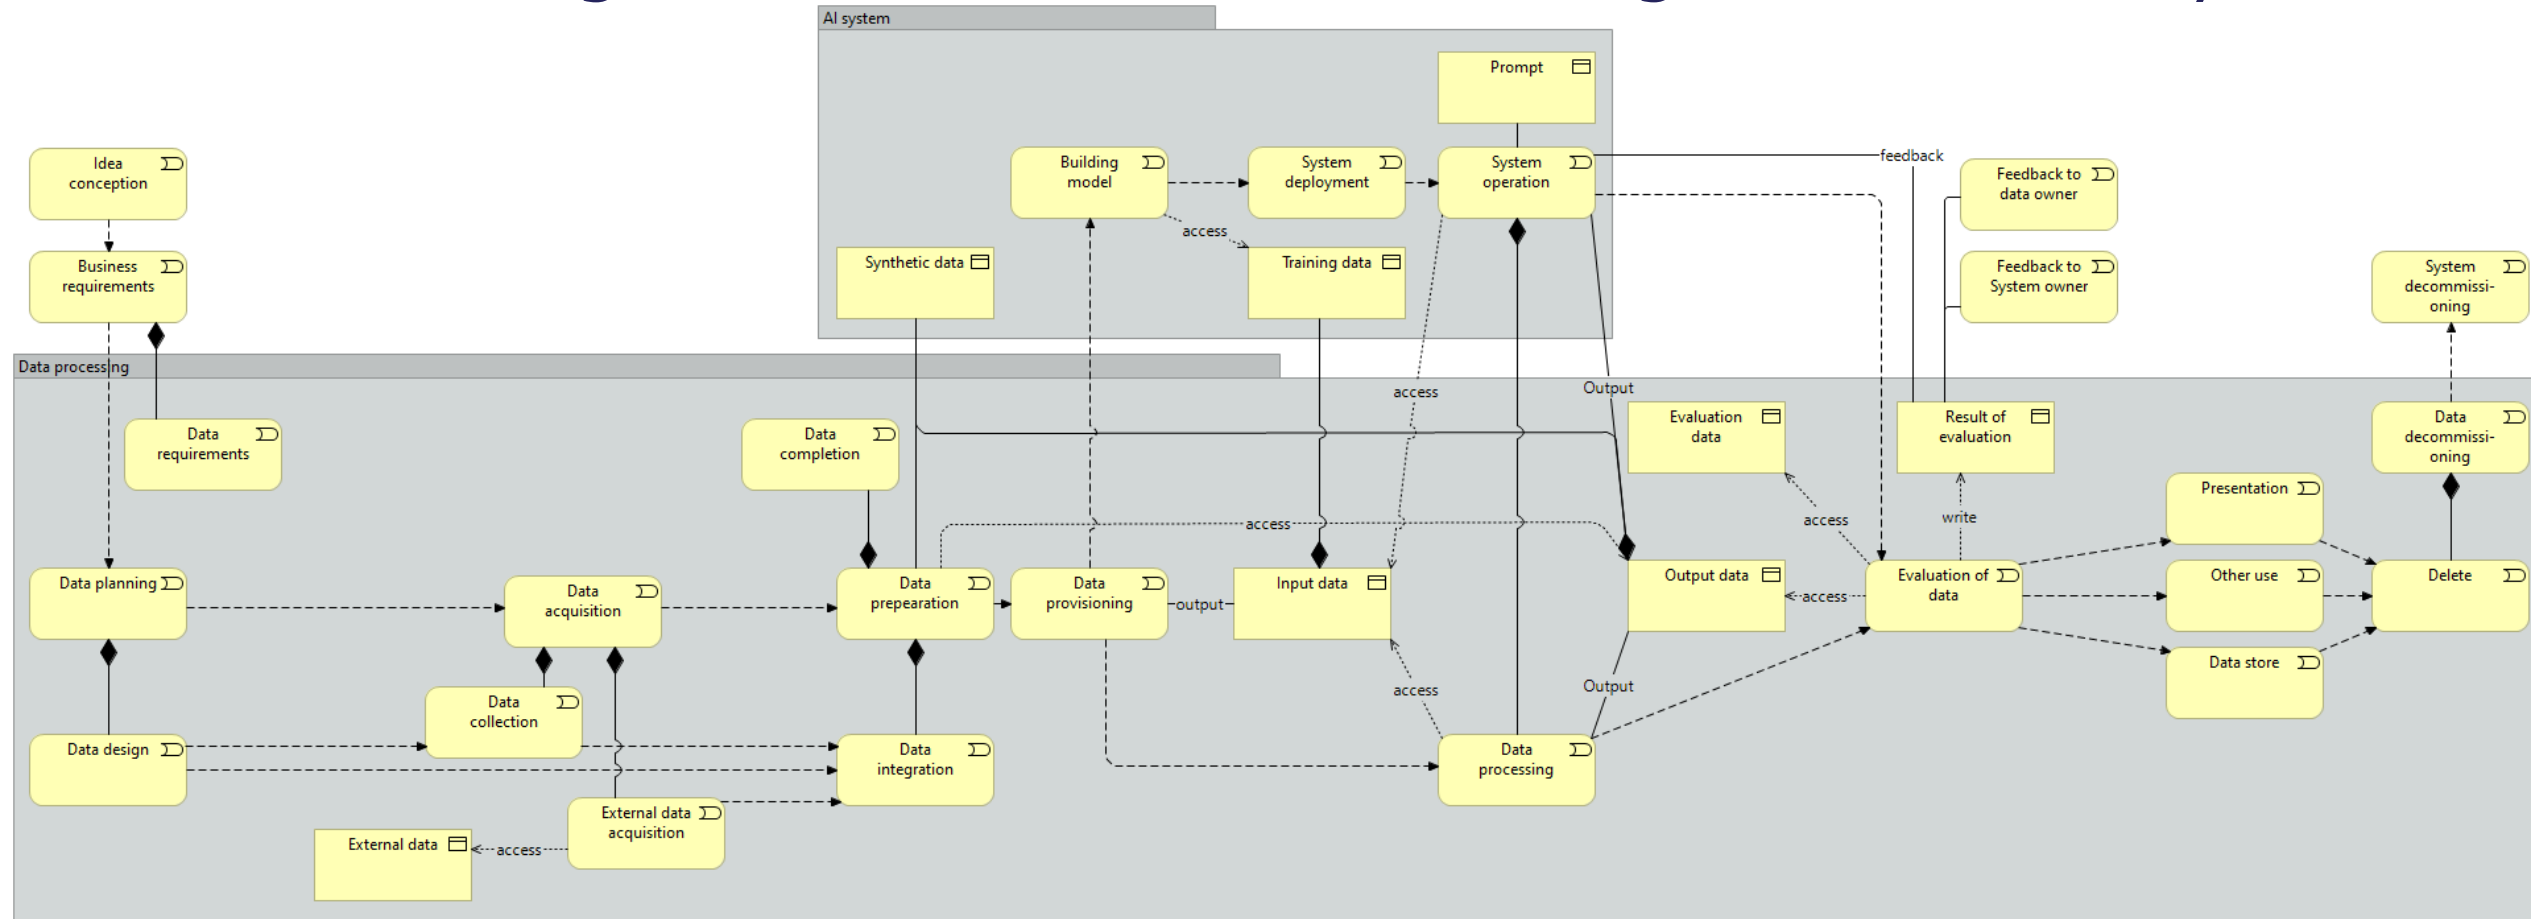 AI system
Prompt
Idea
conception
Building
model
System
deployment
System
operation
feedback
Feedback to
data owner
access
Business
requirements
Synthetic data
Training data
Feedback to
System owner
System
decommissi-
oning
Data processing
access
Output
Data
requirements
Data
completion
Evaluation
data
Result of
evaluation
Data
decommissi-
oning
Presentation
access
access
write
Data planning
Data
acquisition
Data
prepearation
Data
provisioning
output
Input data
Output data
access
Evaluation of
data
Other use
Delete
Data store
access
Output
Data
collection
Data design
Data
integration
Data
processing
External data
acquisition
External data
access